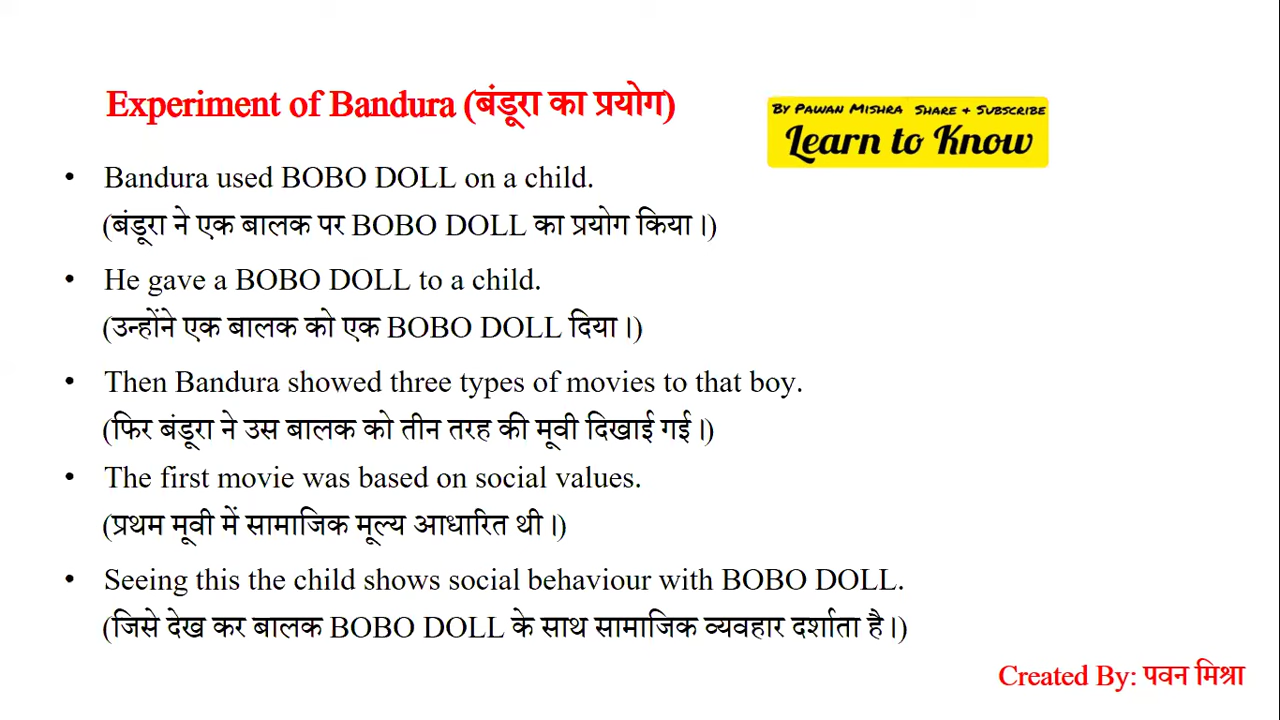 Experiment of Bandura (बंडूरा का प्रयोग)
By Pawan Mishra Share & Subscribe
Learn to Know
• Bandura used BOBO DOLL on a child.
(बंडूरा ने एक बालक पर BOBO DOLL का प्रयोग किया।)
• He gave a BOBO DOLL to a child.
(उन्होंने एक बालक को एक BOBO DOLL दिया।)
• Then Bandura showed three types of movies to that boy.
(फिर बंडूरा ने उस बालक को तीन तरह की मूवी दिखाई गई।)
• The first movie was based on social values.
(प्रथम मूवी में सामाजिक मूल्य आधारित थी।)
• Seeing this the child shows social behaviour with BOBO DOLL.
(जिसे देख कर बालक BOBO DOLL के साथ सामाजिक व्यवहार दर्शाता है।)
Created By: पवन मिश्रा